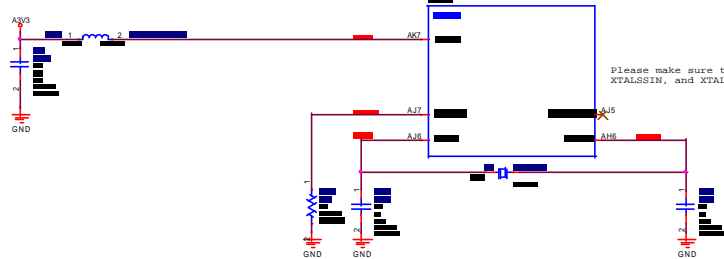 A3V3
1
2
AK7
1
2
GND
Please make sure t
XTALSSIN, and XTAL
AJ7
AJ5
AJ6
AH6
1
2
GND
1
2
GND
1
2
GND